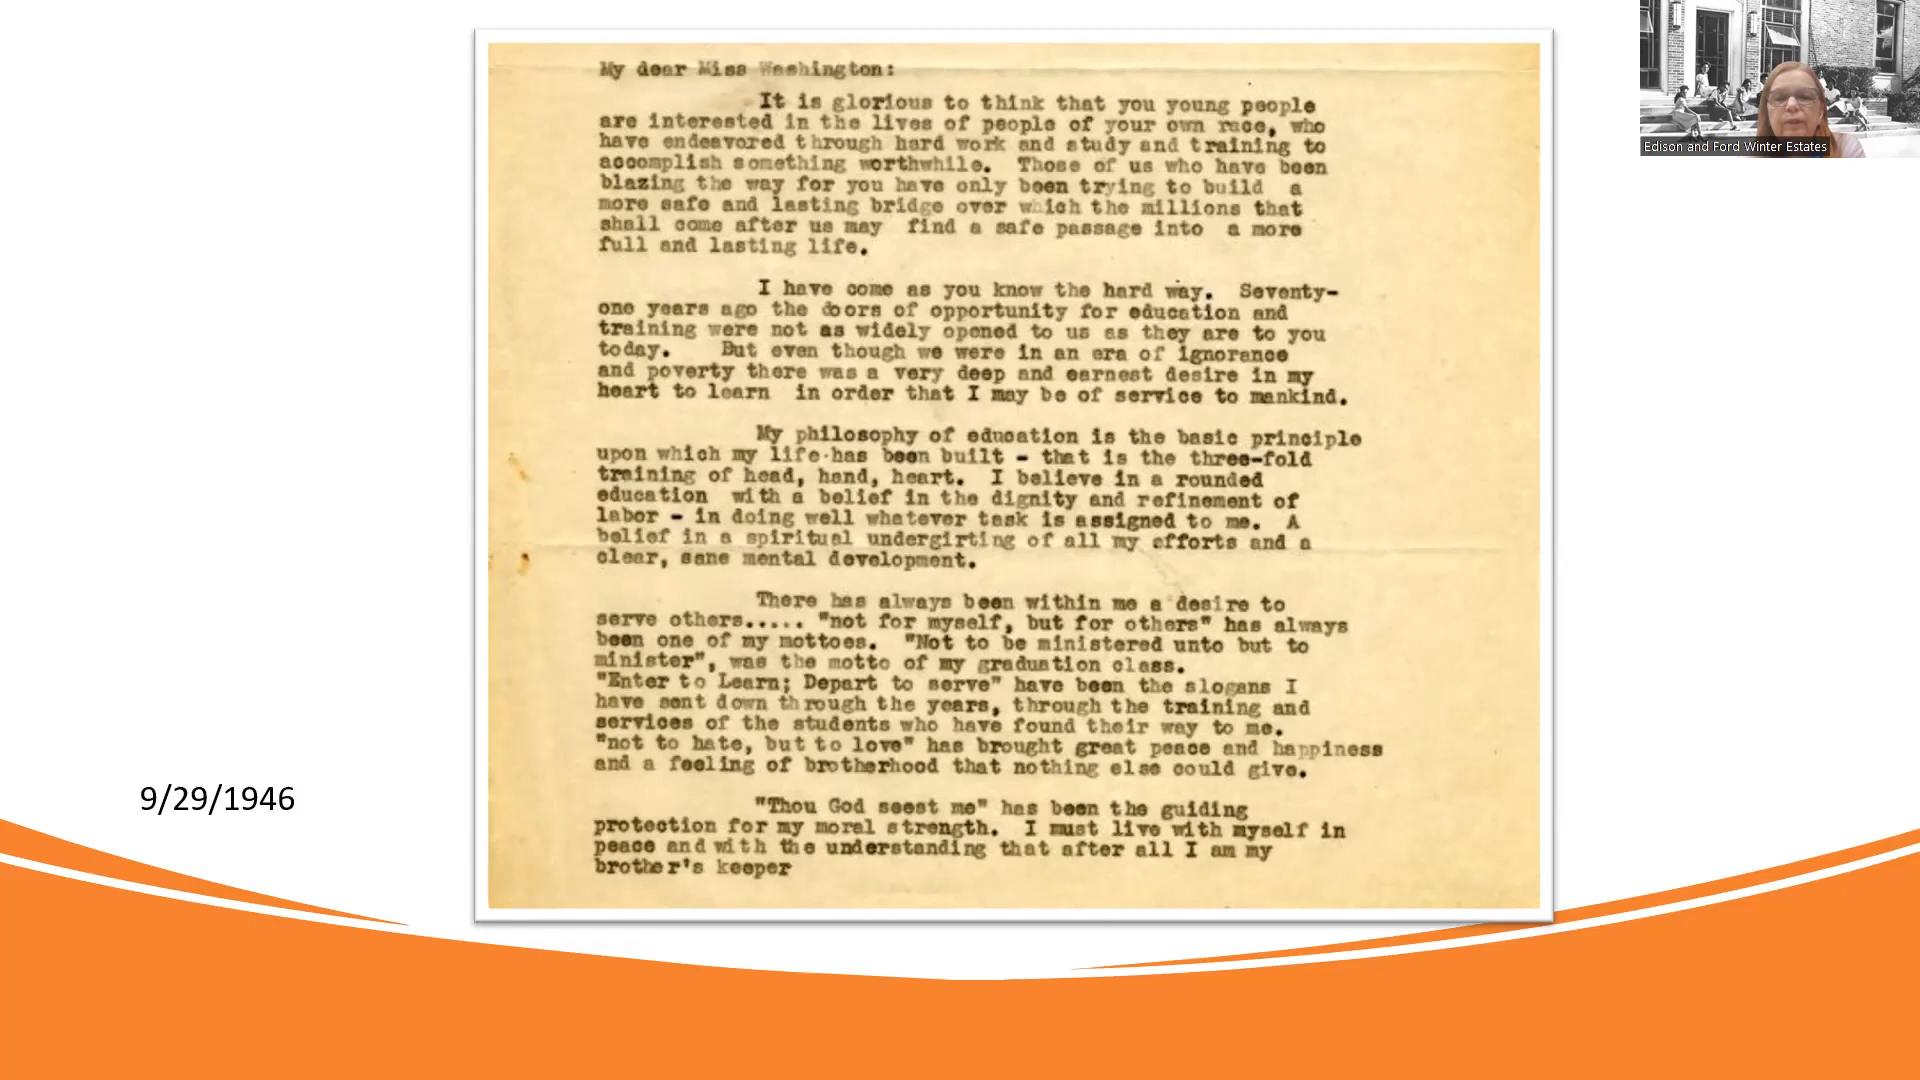 My dear Miss Washington:
It is glorious to think that you young people
are interested in the lives of people of your own race, who
have endeavored through hard work and study and training to
accomplish something worthwhile. Those of us who have been
blazing the way for you have only been trying to build a
more safe and lasting bridge over which the millions that
shall come after us may find a safe passage into a more
full and lasting life.
I have come as you know the hard way. Seventy-
one years ago the doors of opportunity for education and
training were not as widely opened to us as they are to you
today. But even though we were in an era of ignorance
and poverty there was a very deep and earnest desire in my
heart to learn in order that I may be of service to mankind.
My philosophy of education is the basic principle
upon which my life has been built - that is the three-fold
training of head, hand, heart. I believe in a rounded
education with a belief in the dignity and refinement of
labor - in doing well whatever task is assigned to me. A
belief in a spiritual undergirting of all my efforts and a
clear, sane mental development.
There has always been within me a desire to
serve others..... "not for myself, but for others" has always
been one of my mottoes. "Not to be ministered unto but to
minister", was the motto of my graduation class.
"Enter to Learn; Depart to serve" have been the slogans I
have sent down through the years, through the training and
services of the students who have found their way to me.
"not to hate, but to love" has brought great peace and happiness
and a feeling of brotherhood that nothing else could give.
"Thou God seest me" has been the guiding
protection for my moral strength. I must live with myself in
peace and with the understanding that after all I am my
brother's keeper
9/29/1946
Edison and Ford Winter Estates